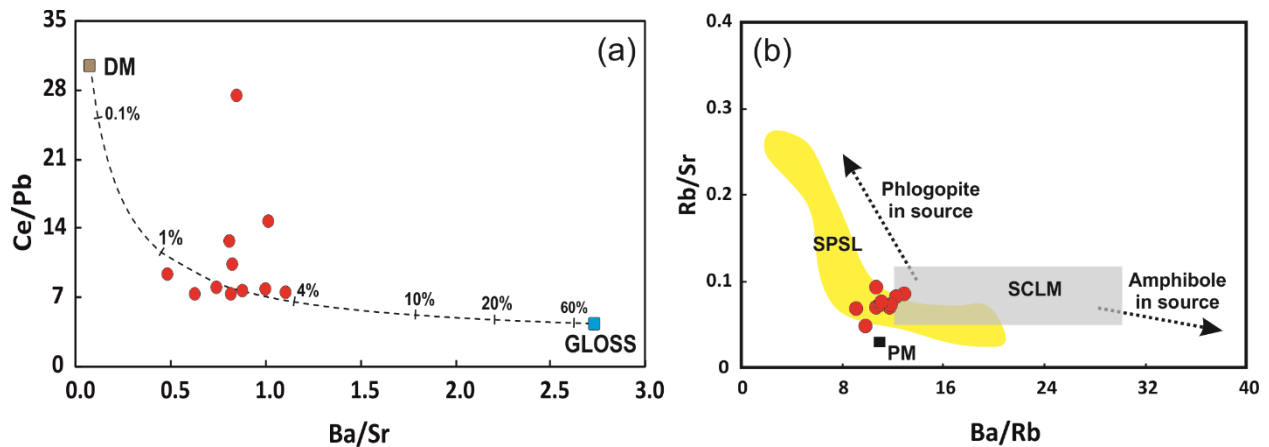 (a)
Ce/Pb
35
28
21
14
7
0
DM
0.1%
1%
4%
10%
20%
60%
GLOSS
0.0
0.5
1.0
1.5
2.0
2.5
3.0
Ba/Sr
(b)
Rb/Sr
0.4
0.3
0.2
0.1
0
Phlogopite
in source
SPSL
SCLM
Amphibole
in source
PM
0
8
16
24
32
40
Ba/Rb